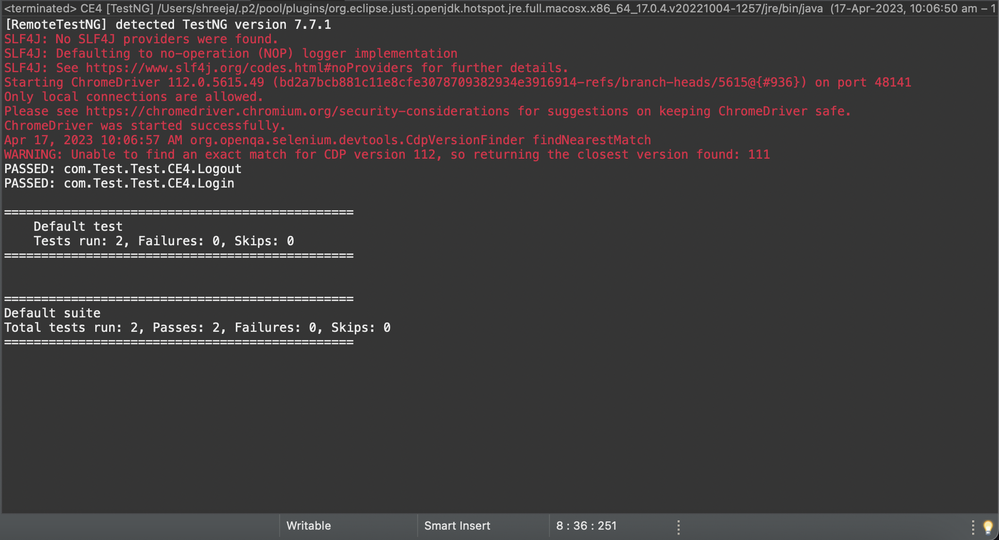 <terminated> CE4 [TestNG] /Users/shreeja/.p2/pool/plugins/org.eclipse.justj.openjdk.hotspot.jre.full.macosx.x86_64_17.0.4.v20221004-1257/jre/bin/java (17-Apr-2023, 10:06:50 am – 1
[RemoteTestNG] detected TestNG version 7.7.1
SLF4J: No SLF4J providers were found.
SLF4J: Defaulting to no-operation (NOP) logger implementation
SLF4J: See https://www.slf4j.org/codes.html#noProviders for further details.
Starting ChromeDriver 112.0.5615.49 (bd2a7bcb881c11e8cfe3078709382934e3916914-refs/branch-heads/5615@{#936}) on port 48141
Only local connections are allowed.
Please see https://chromedriver.chromium.org/security-considerations for suggestions on keeping ChromeDriver safe.
ChromeDriver was started successfully.
Apr 17, 2023 10:06:57 AM org.openqa.selenium.devtools.CdpVersionFinder findNearestMatch
WARNING: Unable to find an exact match for CDP version 112, so returning the closest version found: 111
PASSED: com.Test.Test.CE4.Logout
PASSED: com.Test.Test.CE4.Login
===============================================
Default test
Tests run: 2, Failures: 0, Skips: 0
===============================================
===============================================
Default suite
Total tests run: 2, Passes: 2, Failures: 0, Skips: 0
===============================================
Writable
Smart Insert
8 : 36 : 251